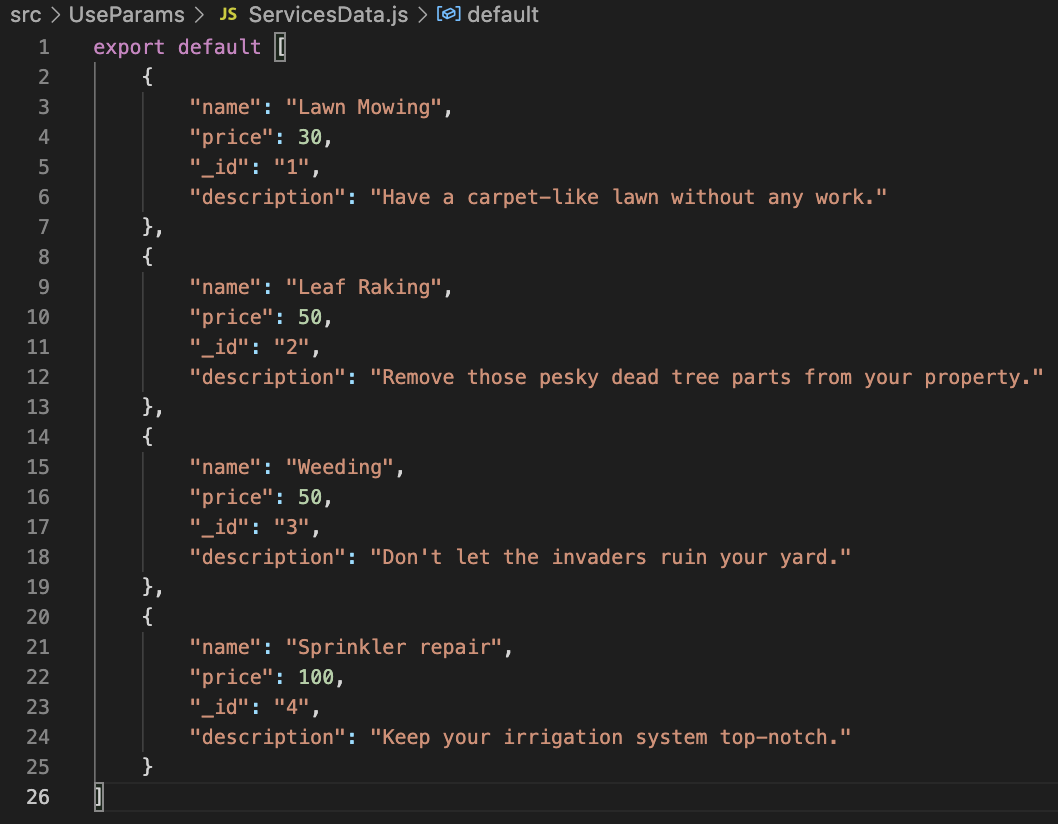 src > UseParams > JS ServicesData.js > default
1 export default [
2     {
3         "name": "Lawn Mowing",
4         "price": 30,
5         "_id": "1",
6         "description": "Have a carpet-like lawn without any work."
7     },
8     {
9         "name": "Leaf Raking",
10         "price": 50,
11         "_id": "2",
12         "description": "Remove those pesky dead tree parts from your property."
13     },
14     {
15         "name": "Weeding",
16         "price": 50,
17         "_id": "3",
18         "description": "Don't let the invaders ruin your yard."
19     },
20     {
21         "name": "Sprinkler repair",
22         "price": 100,
23         "_id": "4",
24         "description": "Keep your irrigation system top-notch."
25     }
26 ]